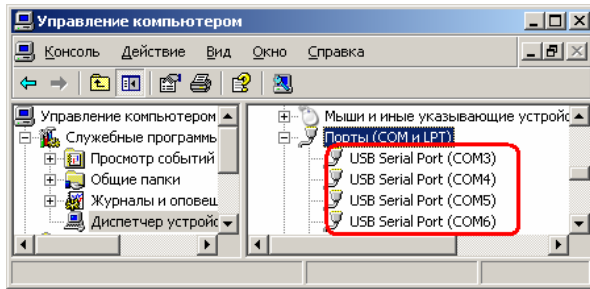 Управление компьютером
Консоль Действие Вид Окно Справка
Управление компьютером
Служебные программы
Просмотр событий
Общие папки
Журналы и оповещ
Диспетчер устройс
Мыши и иные указывающие устройс
Порты (COM и LPT)
USB Serial Port (COM3)
USB Serial Port (COM4)
USB Serial Port (COM5)
USB Serial Port (COM6)